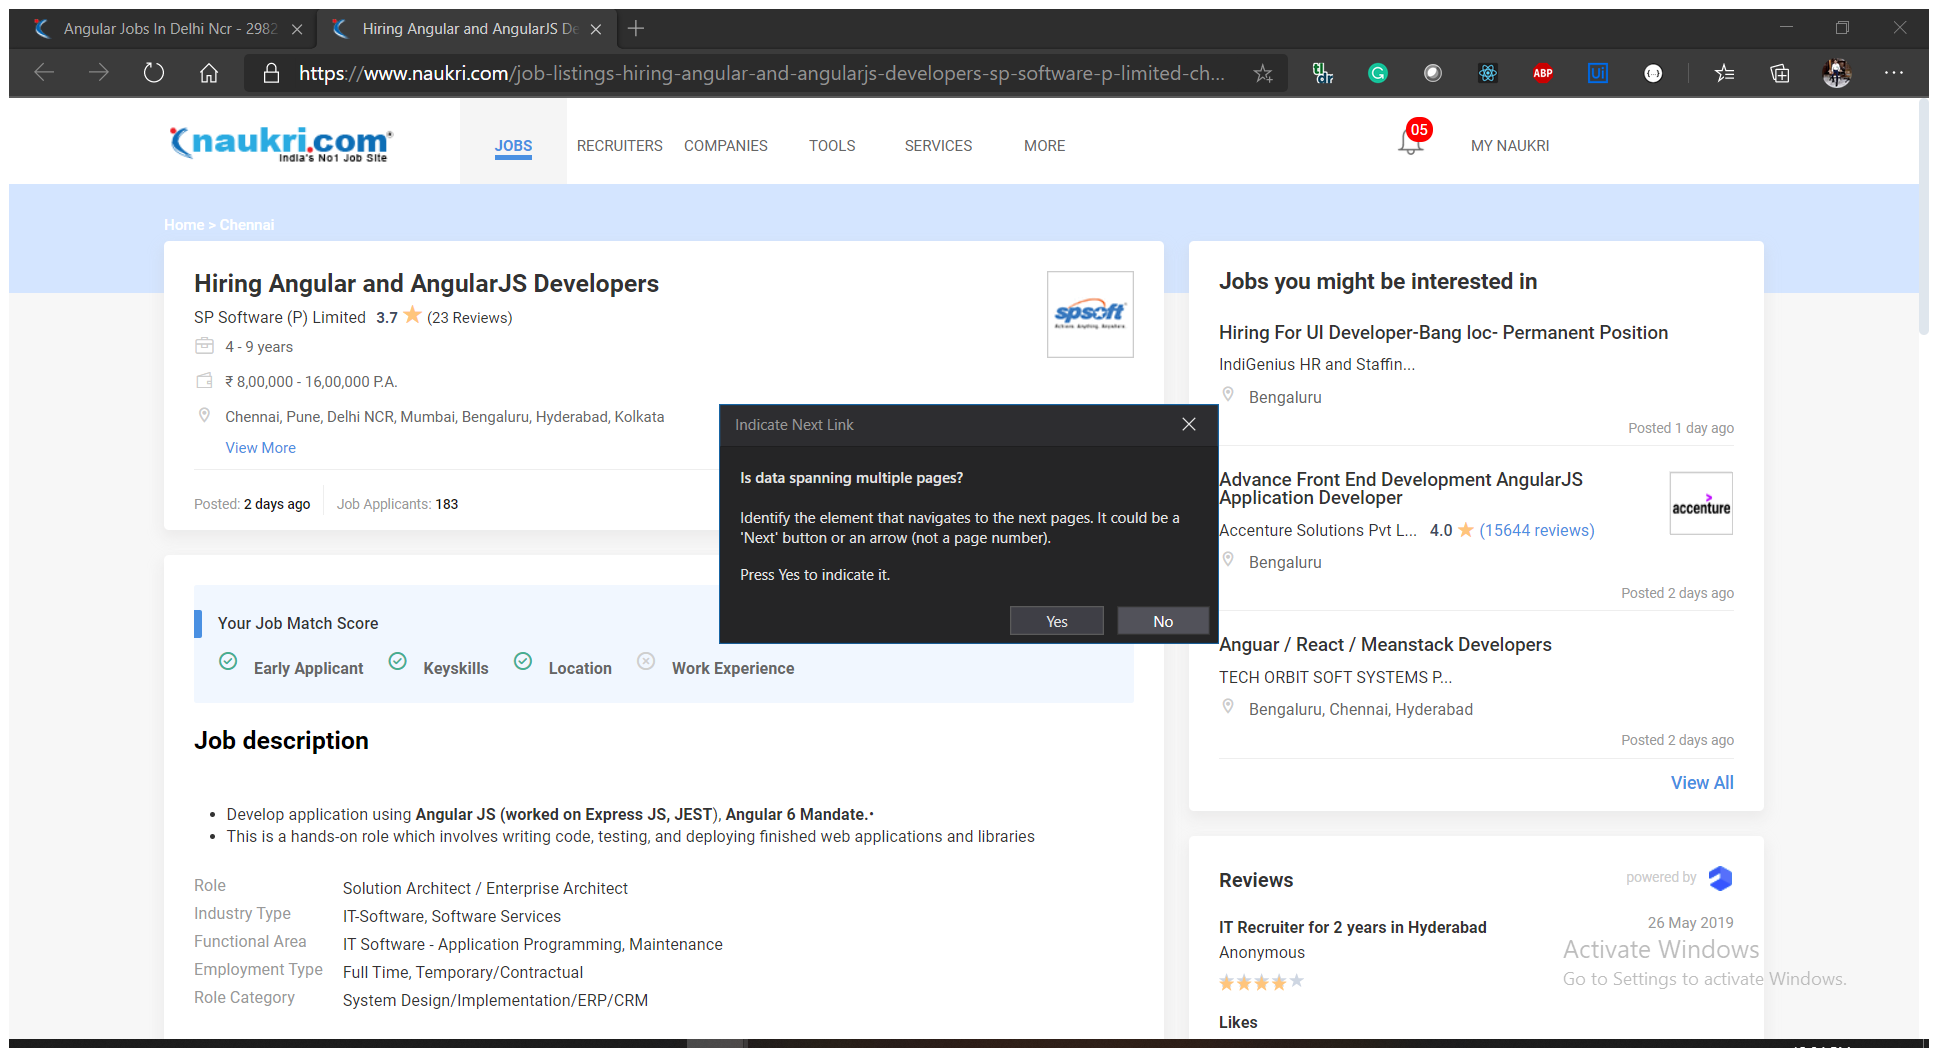 Angular Jobs In Delhi Ncr - 2982
Hiring Angular and AngularJS De
https://www.naukri.com/job-listings-hiring-angular-and-angularjs-developers-sp-software-p-limited-ch...
ABP
Ui
naukri.com
India's No1 Job Site
JOBS
RECRUITERS
COMPANIES
TOOLS
SERVICES
MORE
05
MY NAUKRI
Home > Chennai
Hiring Angular and AngularJS Developers
SP Software (P) Limited 3.7 (23 Reviews)
4 - 9 years
₹ 8,00,000 - 16,00,000 P.A.
Chennai, Pune, Delhi NCR, Mumbai, Bengaluru, Hyderabad, Kolkata
View More
Posted: 2 days ago
Job Applicants: 183
spsoft
Achieve. Anything. Anywhere.
Indicate Next Link
Is data spanning multiple pages?
Identify the element that navigates to the next pages. It could be a
'Next' button or an arrow (not a page number).
Press Yes to indicate it.
Yes
No
Your Job Match Score
Early Applicant
Keyskills
Location
Work Experience
Job description
• Develop application using Angular JS (worked on Express JS, JEST), Angular 6 Mandate.•
• This is a hands-on role which involves writing code, testing, and deploying finished web applications and libraries
Role Solution Architect / Enterprise Architect
Industry Type IT-Software, Software Services
Functional Area IT Software - Application Programming, Maintenance
Employment Type Full Time, Temporary/Contractual
Role Category System Design/Implementation/ERP/CRM
Jobs you might be interested in
Hiring For UI Developer-Bang loc- Permanent Position
IndiGenius HR and Staffin...
Bengaluru
Posted 1 day ago
Advance Front End Development AngularJS
Application Developer
accenture
Accenture Solutions Pvt L... 4.0 (15644 reviews)
Bengaluru
Posted 2 days ago
Anguar / React / Meanstack Developers
TECH ORBIT SOFT SYSTEMS P...
Bengaluru, Chennai, Hyderabad
Posted 2 days ago
View All
Reviews
powered by
IT Recruiter for 2 years in Hyderabad
26 May 2019
Anonymous
Likes
Activate Windows
Go to Settings to activate Windows.